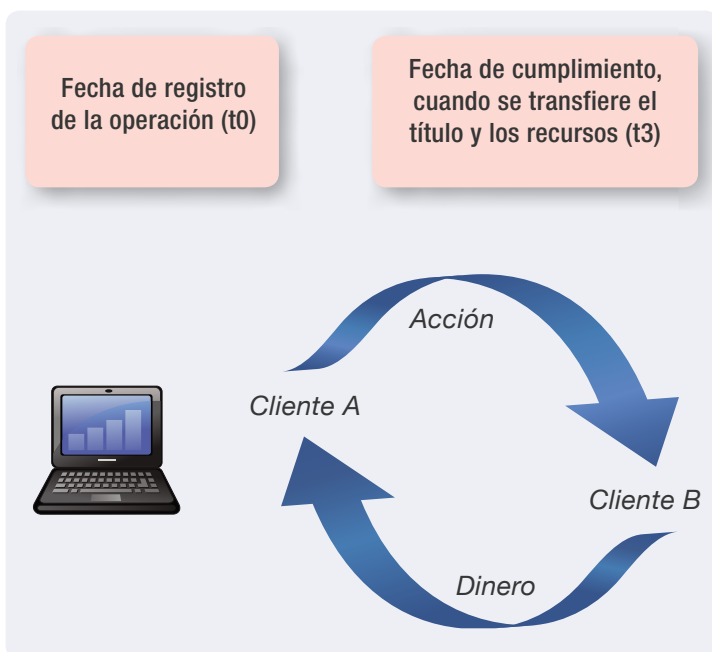 Fecha de registro
de la operación (t0)
Fecha de cumplimiento,
cuando se transfiere el
título y los recursos (t3)
Acción
Cliente A
Cliente B
Dinero